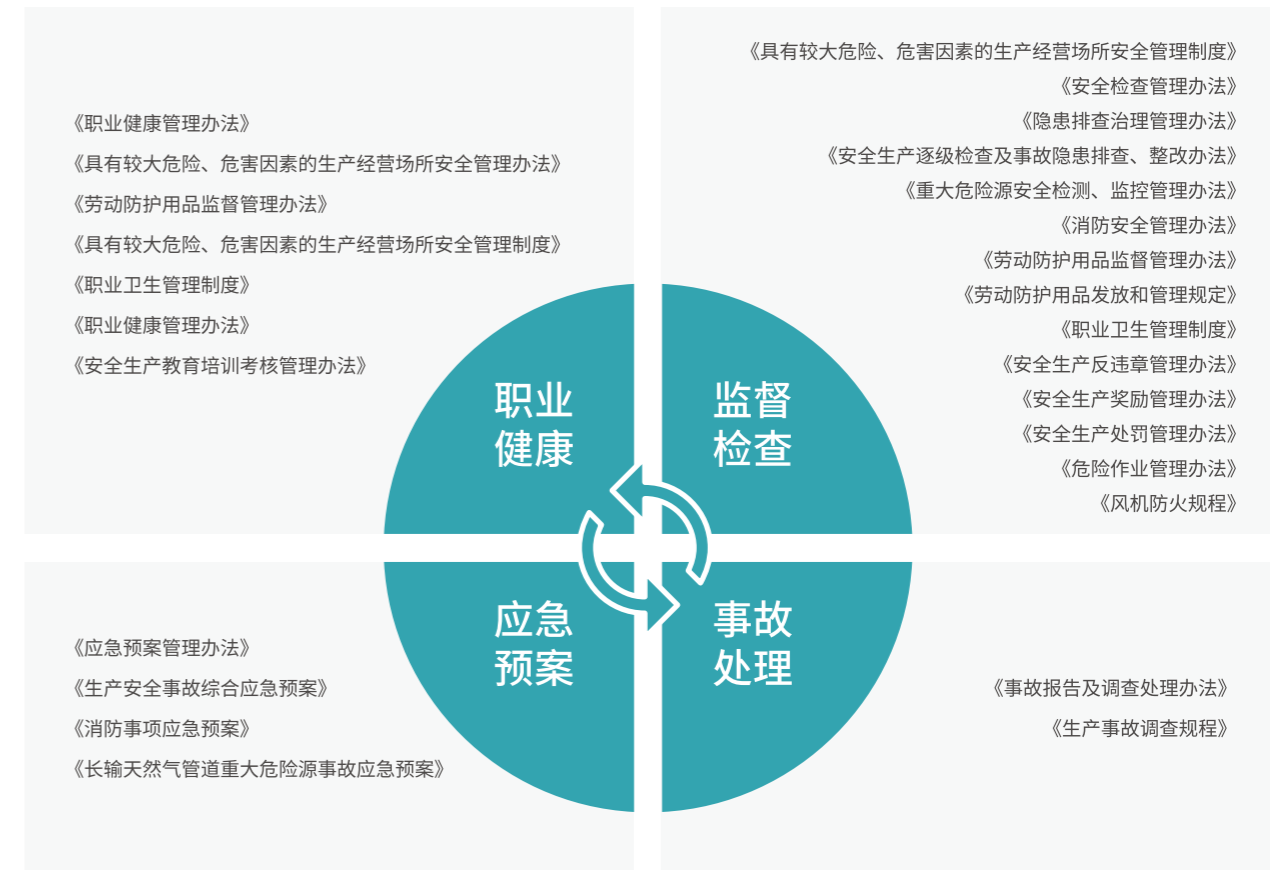 《职业健康管理办法》
《具有较大危险、危害因素的生产经营场所安全管理办法》
《劳动防护用品监督管理办法》
《具有较大危险、危害因素的生产经营场所安全管理制度》
《职业卫生管理制度》
《职业健康管理办法》
《安全生产教育培训考核管理办法》
职业
健康
《具有较大危险、危害因素的生产经营场所安全管理制度》
《安全检查管理办法》
《隐患排查治理管理办法》
《安全生产逐级检查及事故隐患排查、整改办法》
《重大危险源安全检测、监控管理办法》
《消防安全管理办法》
《劳动防护用品监督管理办法》
《劳动防护用品发放和管理规定》
《职业卫生管理制度》
《安全生产反违章管理办法》
《安全生产奖励管理办法》
《安全生产处罚管理办法》
《危险作业管理办法》
《风机防火规程》
监督
检查
《应急预案管理办法》
《生产安全事故综合应急预案》
《消防事项应急预案》
《长输天然气管道重大危险源事故应急预案》
应急
预案
事故
处理
《事故报告及调查处理办法》
《生产事故调查规程》